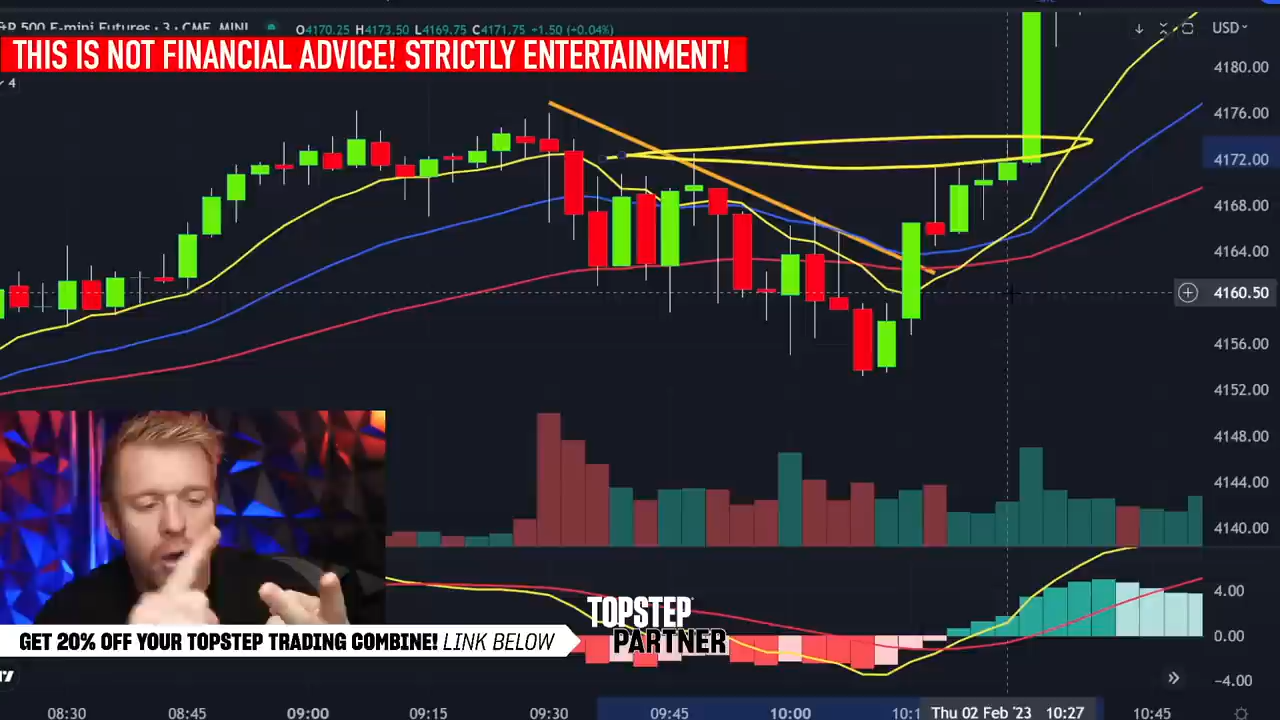 &P 500 E-mini Futures · 3 · CME_MINI
O4170.25 H4173.50 L4169.75 C4171.75 +1.50 (+0.04%)
USD
THIS IS NOT FINANCIAL ADVICE! STRICTLY ENTERTAINMENT!
4
4180.00
4176.00
4172.00
4168.00
4164.00
4160.50
4156.00
4152.00
4148.00
4144.00
4140.00
4.00
0.00
−4.00
TOPSTEP
PARTNER
GET 20% OFF YOUR TOPSTEP TRADING COMBINE! LINK BELOW
08:30 08:45 09:00 09:15 09:30 09:45 10:00 10:1 Thu 02 Feb '23 10:27 10:45